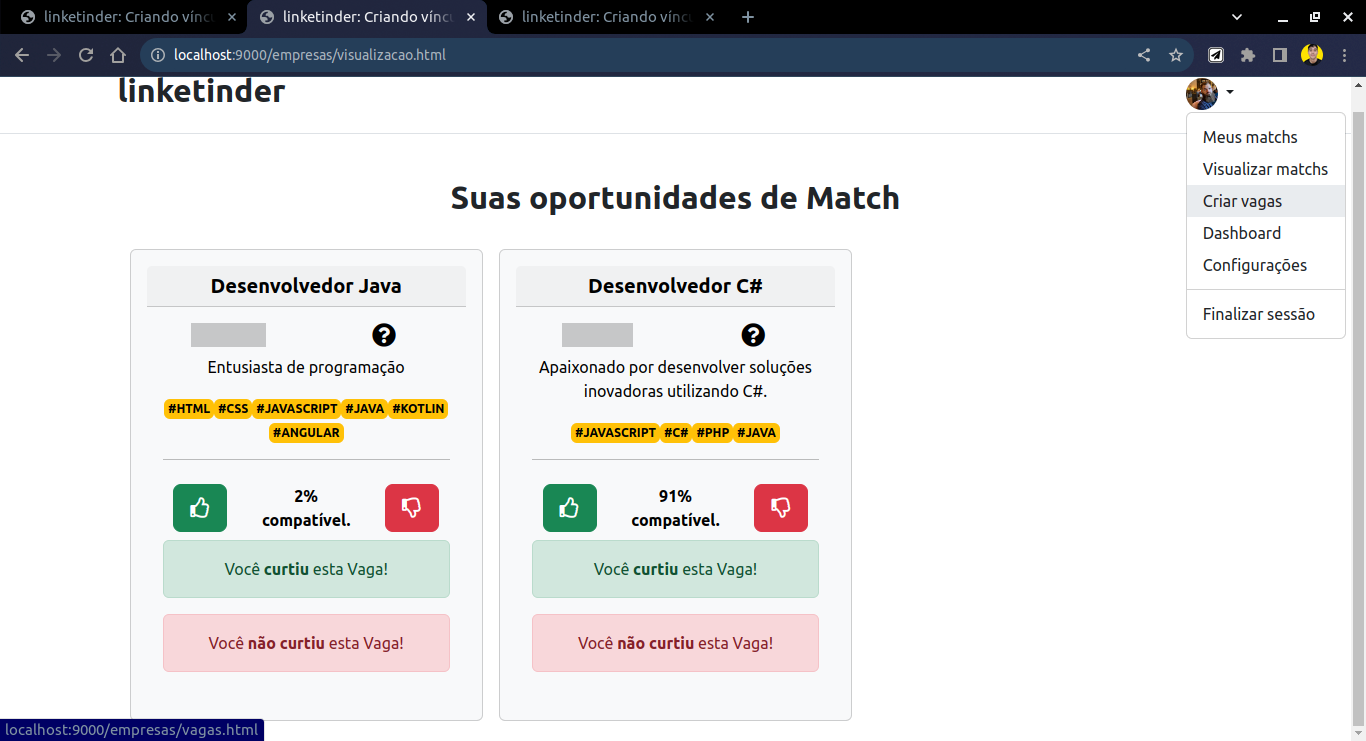 linketinder: Criando víncu
linketinder: Criando víncu
linketinder: Criando víncu
localhost:9000/empresas/visualizacao.html
linketinder
Meus matchs
Visualizar matchs
Criar vagas
Dashboard
Configurações
Finalizar sessão
Suas oportunidades de Match
Desenvolvedor Java
Entusiasta de programação
#HTML #CSS #JAVASCRIPT #JAVA #KOTLIN
#ANGULAR
2%
compatível.
Você curtiu esta Vaga!
Você não curtiu esta Vaga!
Desenvolvedor C#
Apaixonado por desenvolver soluções
inovadoras utilizando C#.
#JAVASCRIPT #C# #PHP #JAVA
91%
compatível.
Você curtiu esta Vaga!
Você não curtiu esta Vaga!
localhost:9000/empresas/vagas.html